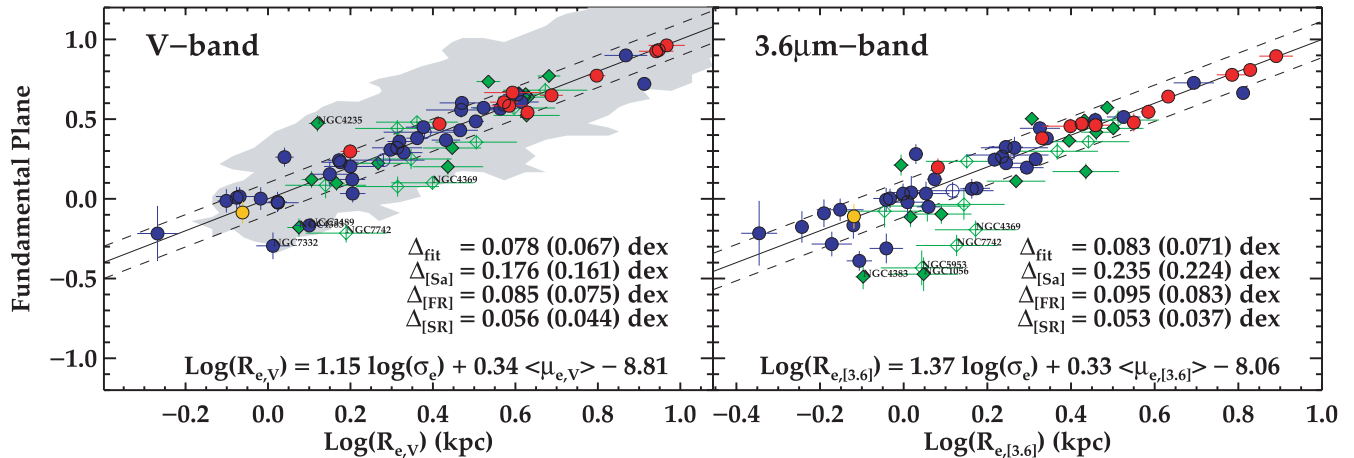 V−band
3.6μm−band
Fundamental Plane
1.0
0.5
0.0
−0.5
−1.0
NGC4235
NGC4369
NGC7742
NGC7332
NGC4369
NGC7742
NGC5953
NGC4383
NGC1056
Δfit = 0.078 (0.067) dex
Δ[Sa] = 0.176 (0.161) dex
Δ[FR] = 0.085 (0.075) dex
Δ[SR] = 0.056 (0.044) dex
Log(Re,V) = 1.15 log(σe) + 0.34 <μe,V> − 8.81
Δfit = 0.083 (0.071) dex
Δ[Sa] = 0.235 (0.224) dex
Δ[FR] = 0.095 (0.083) dex
Δ[SR] = 0.053 (0.037) dex
Log(Re,[3.6]) = 1.37 log(σe) + 0.33 <μe,[3.6]> − 8.06
−0.2 0.0 0.2 0.4 0.6 0.8 1.0
−0.4 −0.2 0.0 0.2 0.4 0.6 0.8 1.0
Log(Re,V) (kpc)
Log(Re,[3.6]) (kpc)